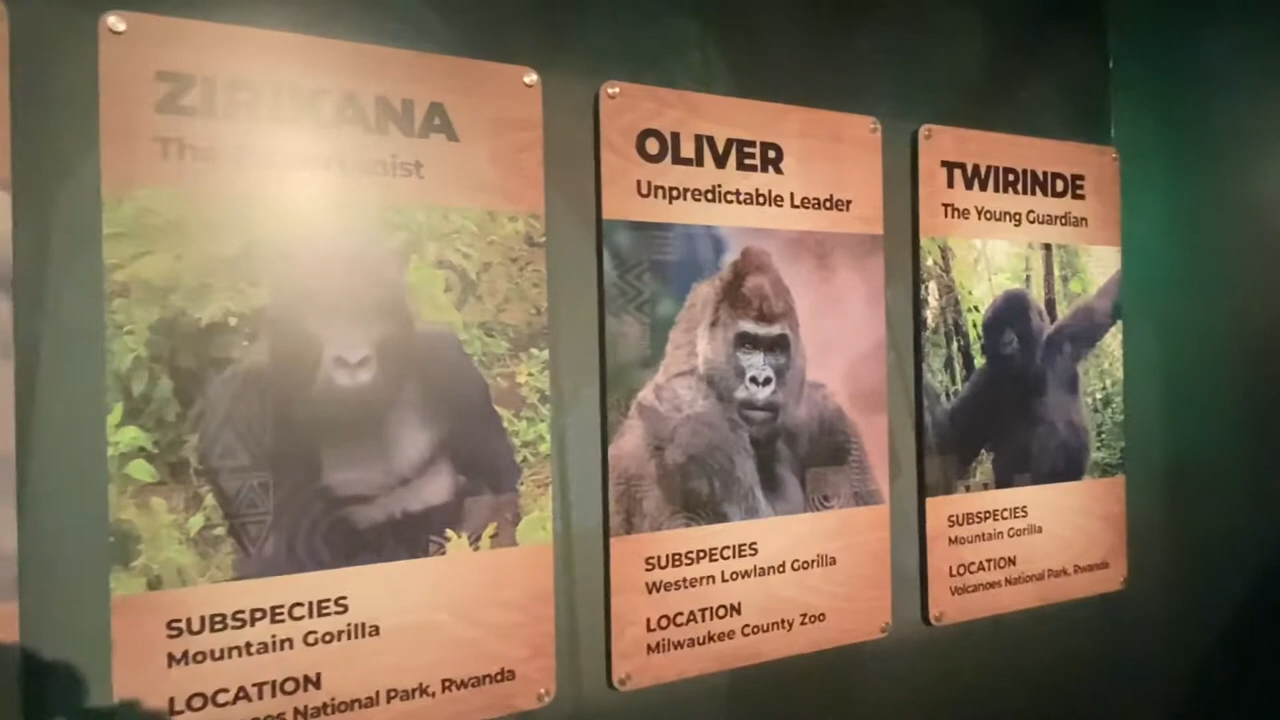 ZIRIKANA
The
SUBSPECIES
Mountain Gorilla
LOCATION
National Park, Rwanda
OLIVER
Unpredictable Leader
SUBSPECIES
Western Lowland Gorilla
LOCATION
Milwaukee County Zoo
TWIRINDE
The Young Guardian
SUBSPECIES
Mountain Gorilla
LOCATION
Volcanoes National Park, Rwanda